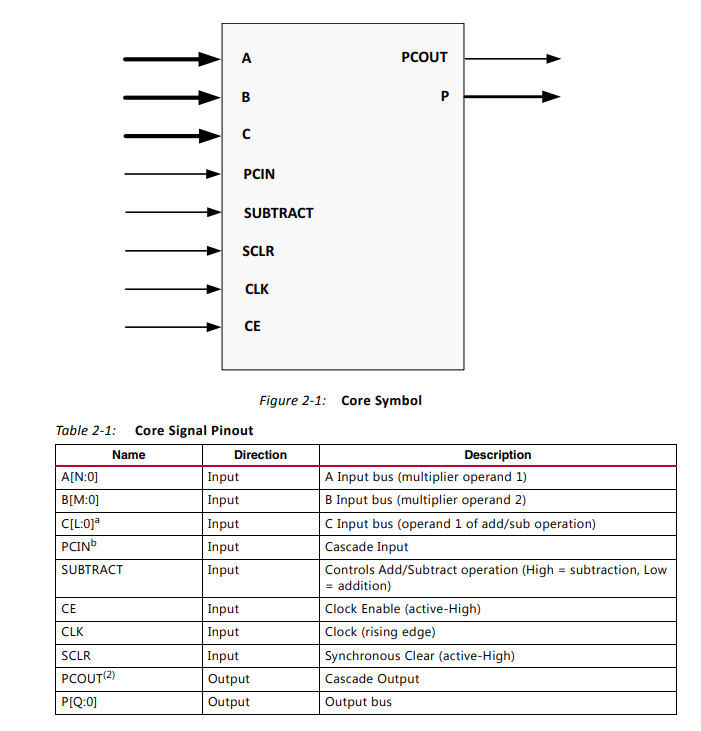 A
PCOUT
B
P
C
PCIN
SUBTRACT
SCLR
CLK
CE
Figure 2-1: Core Symbol
Table 2-1: Core Signal Pinout
Name Direction Description
A[N:0] Input A Input bus (multiplier operand 1)
B[M:0] Input B Input bus (multiplier operand 2)
C[L:0]a Input C Input bus (operand 1 of add/sub operation)
PCINb Input Cascade Input
SUBTRACT Input Controls Add/Subtract operation (High = subtraction, Low
= addition)
CE Input Clock Enable (active-High)
CLK Input Clock (rising edge)
SCLR Input Synchronous Clear (active-High)
PCOUT(2) Output Cascade Output
P[Q:0] Output Output bus